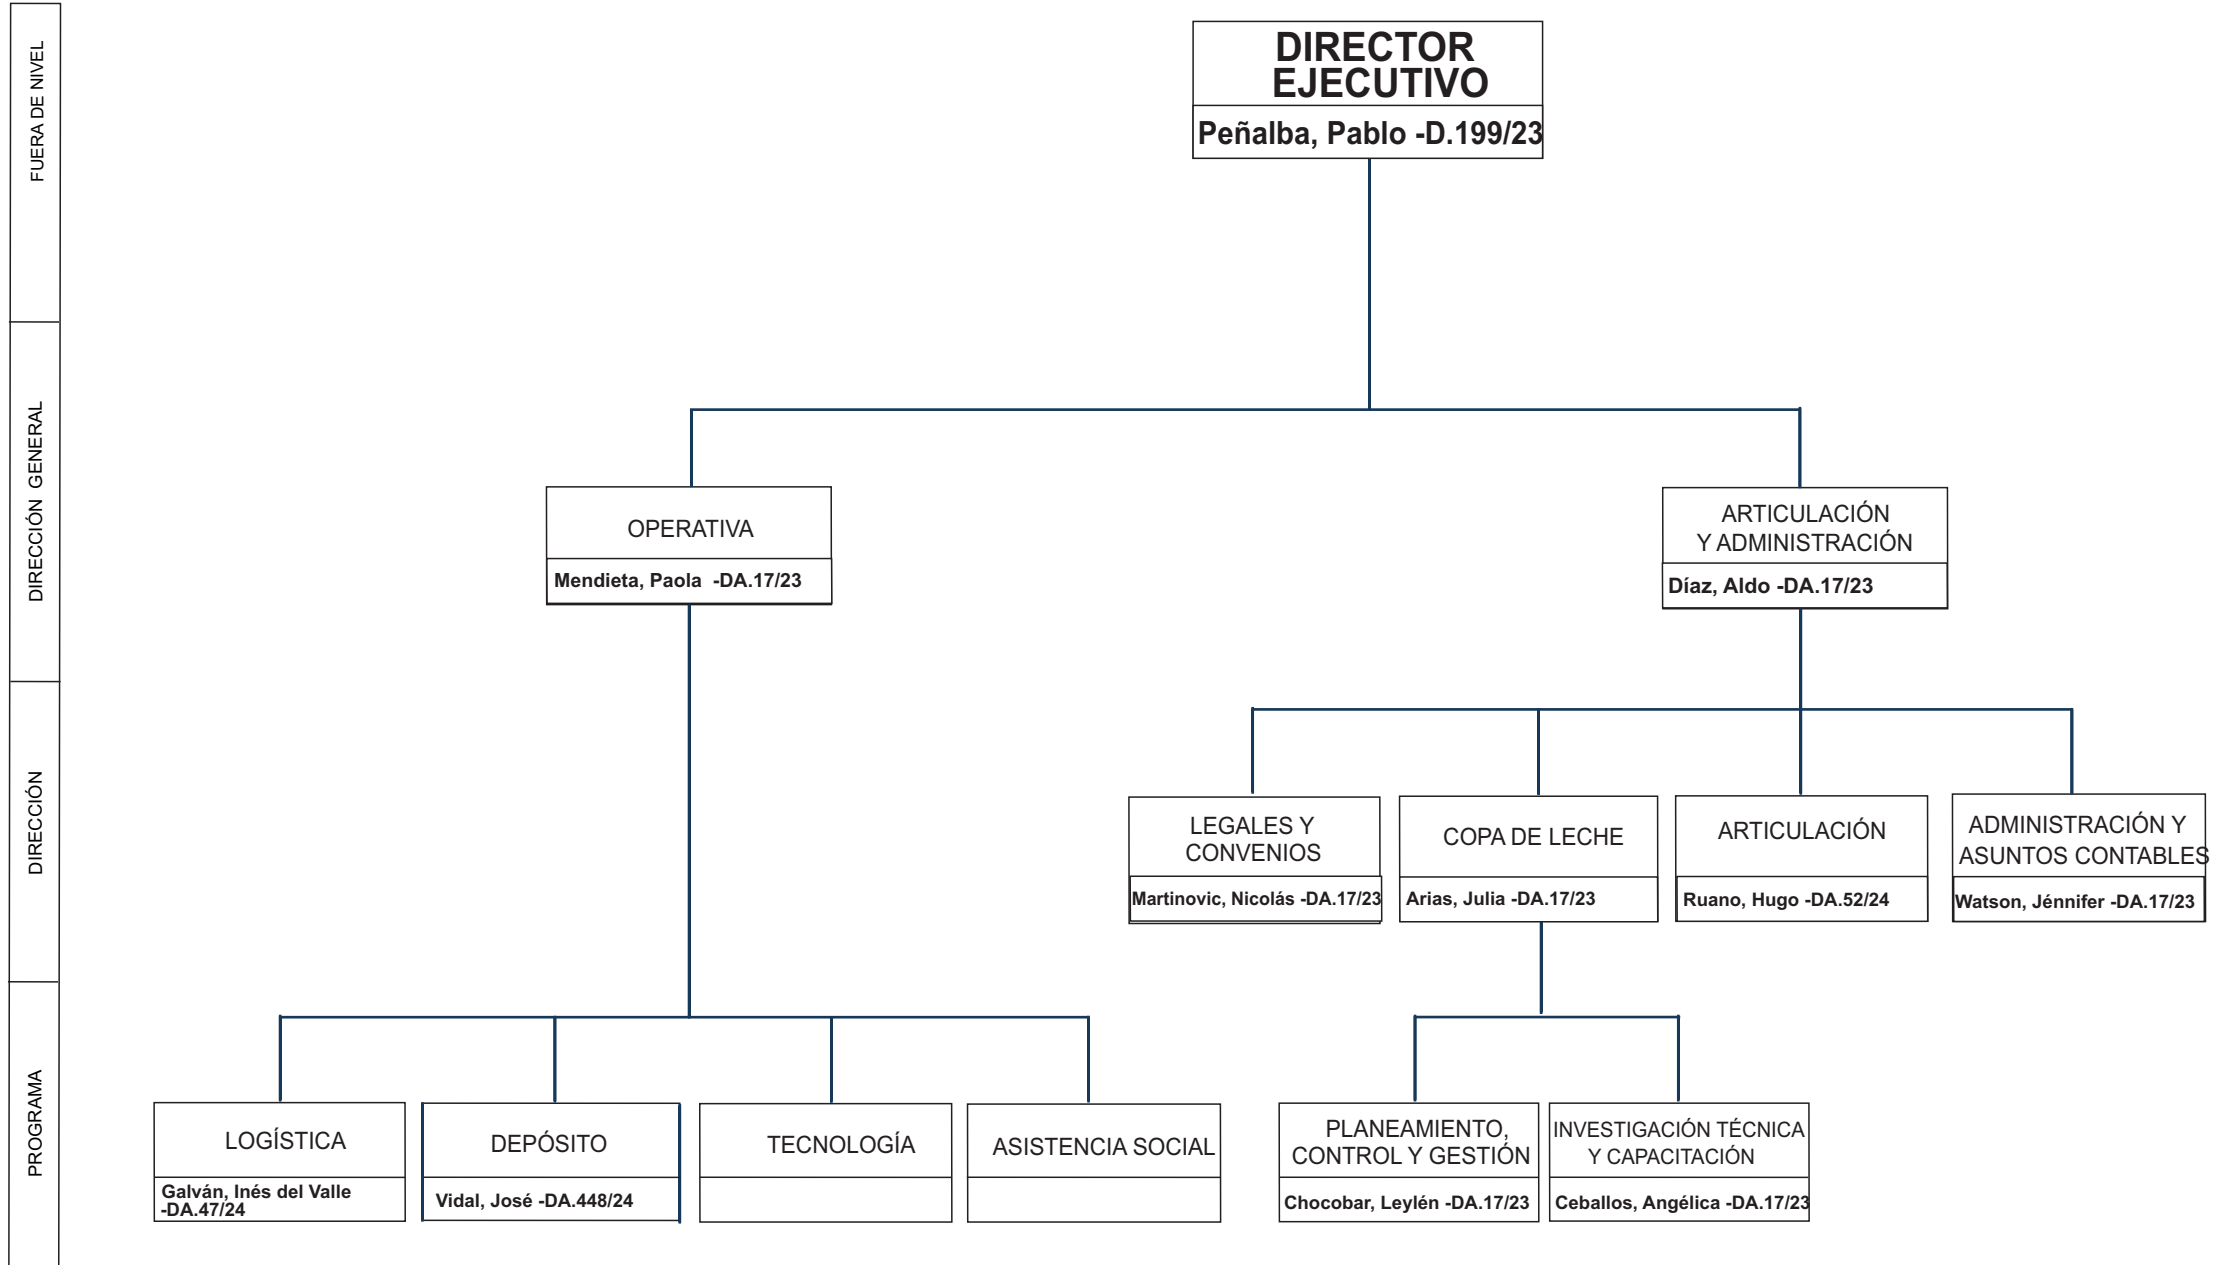 FUERA DE NIVEL
DIRECTOR
EJECUTIVO
Peñalba, Pablo -D.199/23
DIRECCIÓN GENERAL
OPERATIVA
Mendieta, Paola -DA.17/23
ARTICULACIÓN
Y ADMINISTRACIÓN
Díaz, Aldo -DA.17/23
DIRECCIÓN
LEGALES Y
CONVENIOS
Martinovic, Nicolás -DA.17/23
COPA DE LECHE
Arias, Julia -DA.17/23
ARTICULACIÓN
Ruano, Hugo -DA.52/24
ADMINISTRACIÓN Y
ASUNTOS CONTABLES
Watson, Jénnifer -DA.17/23
PROGRAMA
LOGÍSTICA
Galván, Inés del Valle
-DA.47/24
DEPÓSITO
Vidal, José -DA.448/24
TECNOLOGÍA
ASISTENCIA SOCIAL
PLANEAMIENTO,
CONTROL Y GESTIÓN
Chocobar, Leylén -DA.17/23
INVESTIGACIÓN TÉCNICA
Y CAPACITACIÓN
Ceballos, Angélica -DA.17/23